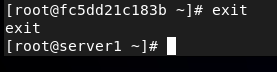 [root@fc5dd21c183b ~]# exit
exit
[root@server1 ~]#